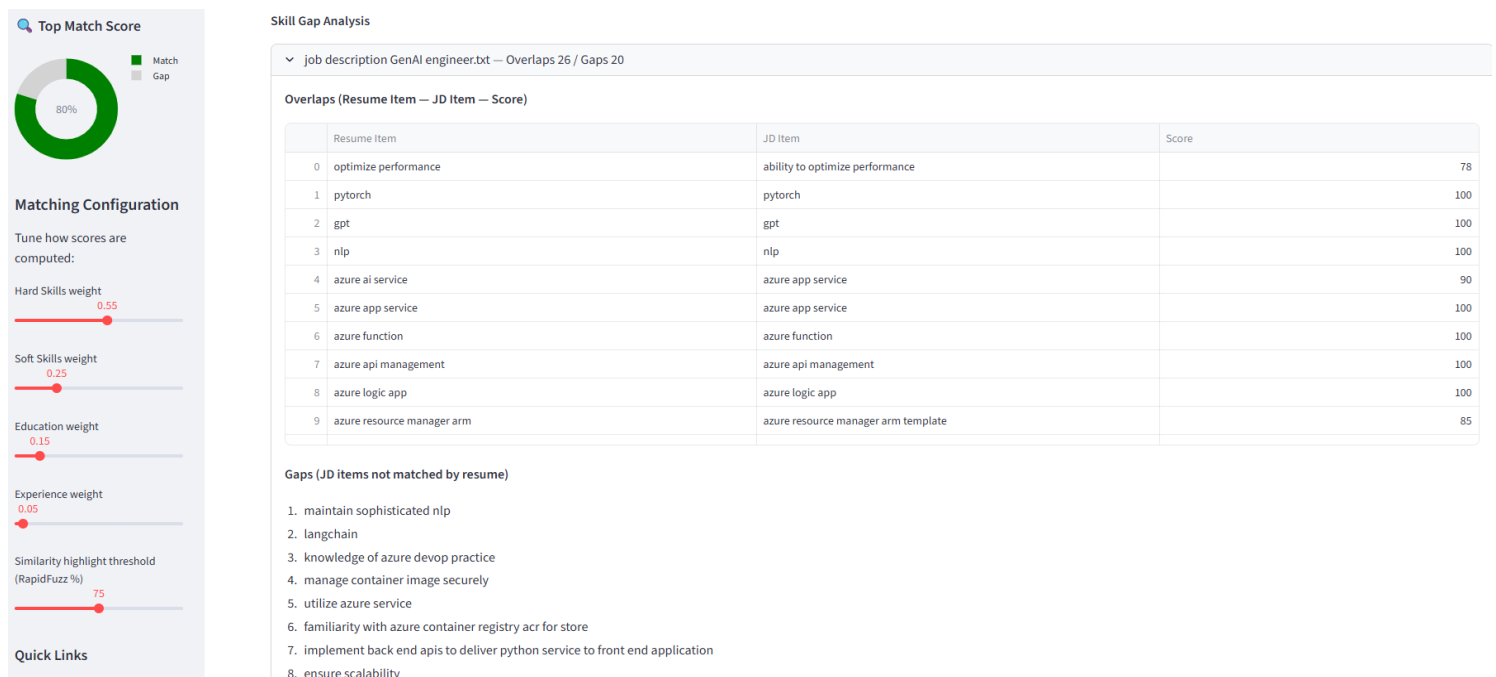 🔍 Top Match Score
Match
Gap
80%
Matching Configuration
Tune how scores are
computed:
Hard Skills weight
0.55
Soft Skills weight
0.25
Education weight
0.15
Experience weight
0.05
Similarity highlight threshold
(RapidFuzz %)
75
Quick Links
Skill Gap Analysis
job description GenAI engineer.txt — Overlaps 26 / Gaps 20
Overlaps (Resume Item — JD Item — Score)
Resume Item JD Item Score
0 optimize performance ability to optimize performance 78
1 pytorch pytorch 100
2 gpt gpt 100
3 nlp nlp 100
4 azure ai service azure app service 90
5 azure app service azure app service 100
6 azure function azure function 100
7 azure api management azure api management 100
8 azure logic app azure logic app 100
9 azure resource manager arm azure resource manager arm template 85
Gaps (JD items not matched by resume)
1. maintain sophisticated nlp
2. langchain
3. knowledge of azure devop practice
4. manage container image securely
5. utilize azure service
6. familiarity with azure container registry acr for store
7. implement back end apis to deliver python service to front end application
8. ensure scalability